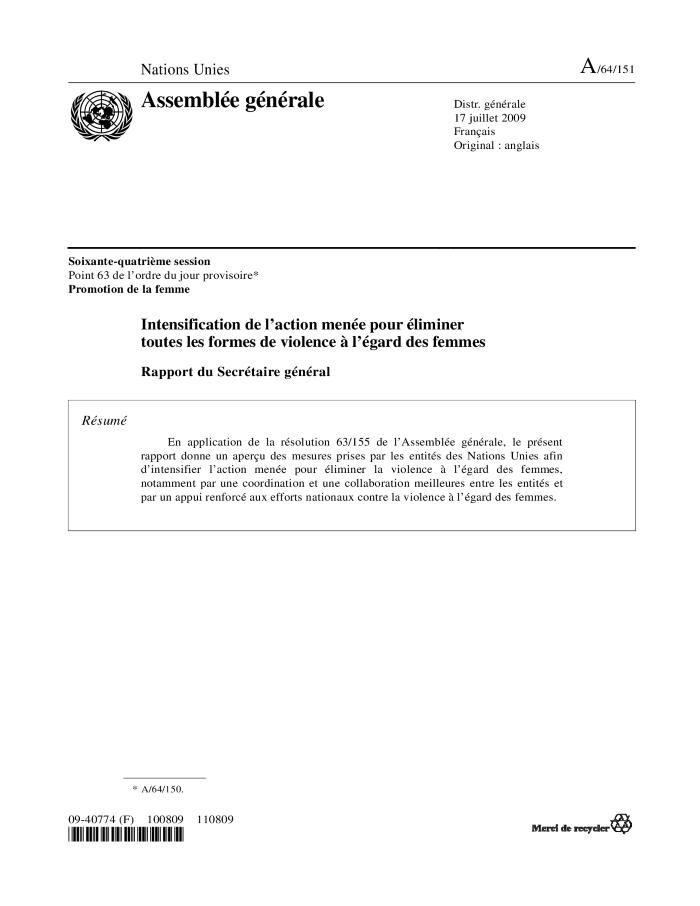 Nations Unies
A/64/151
Assemblée générale
Distr. générale
17 juillet 2009
Français
Original : anglais
Soixante-quatrième session
Point 63 de l’ordre du jour provisoire*
Promotion de la femme
Intensification de l’action menée pour éliminer
toutes les formes de violence à l’égard des femmes
Rapport du Secrétaire général
Résumé
En application de la résolution 63/155 de l’Assemblée générale, le présent
rapport donne un aperçu des mesures prises par les entités des Nations Unies afin
d’intensifier l’action menée pour éliminer la violence à l’égard des femmes,
notamment par une coordination et une collaboration meilleures entre les entités et
par un appui renforcé aux efforts nationaux contre la violence à l’égard des femmes.
* A/64/150.
09-40774 (F) 100809 110809
Merci de recycler